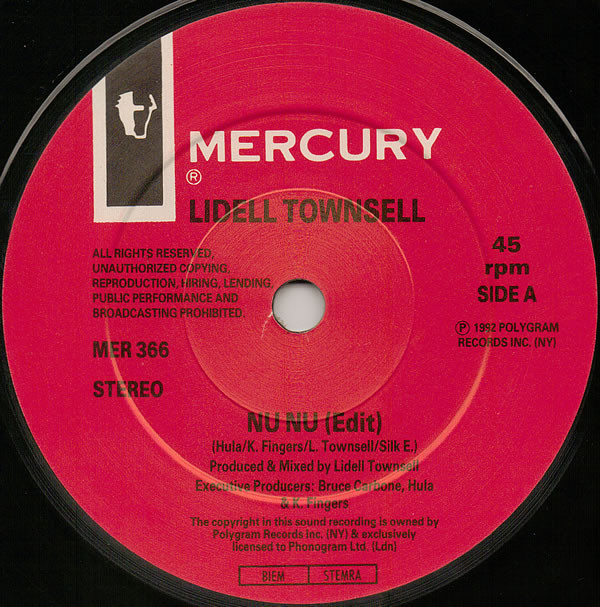 MERCURY
®
LIDELL TOWNSELL
ALL RIGHTS RESERVED,
UNAUTHORIZED COPYING,
REPRODUCTION, HIRING, LENDING,
PUBLIC PERFORMANCE AND
BROADCASTING PROHIBITED.
45
rpm
SIDE A
MER 366
℗ 1992 POLYGRAM
RECORDS INC. (NY)
STEREO
NU NU (Edit)
(Hula/K. Fingers/L. Townsell/Silk E.)
Produced & Mixed by Lidell Townsell
Executive Producers: Bruce Carbone, Hula
& K. Fingers
The copyright in this sound recording is owned by
Polygram Records Inc. (NY) & exclusively
licensed to Phonogram Ltd. (Ldn)
BIEM STEMRA